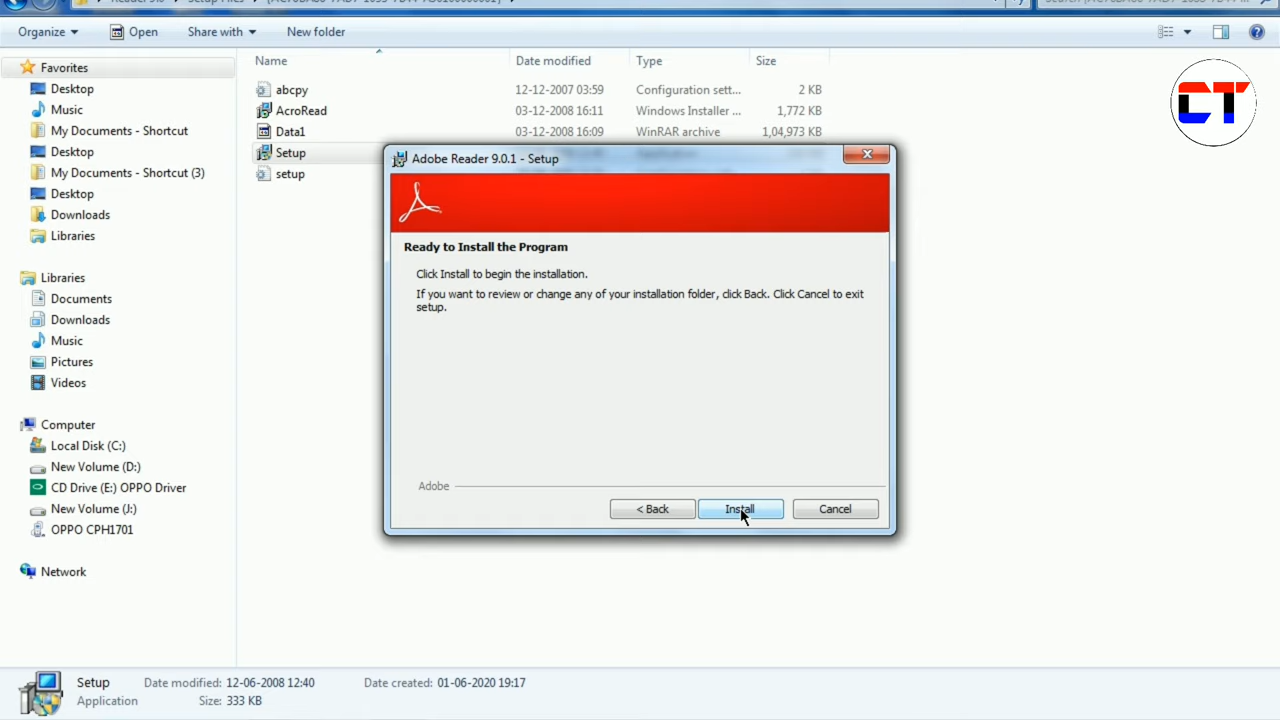 Organize
Open
Share with
New folder
Favorites
Desktop
Music
My Documents - Shortcut
Desktop
My Documents - Shortcut (3)
Desktop
Downloads
Libraries
Libraries
Documents
Downloads
Music
Pictures
Videos
Computer
Local Disk (C:)
New Volume (D:)
CD Drive (E:) OPPO Driver
New Volume (J:)
OPPO CPH1701
Network
Name Date modified Type Size
abcpy 12-12-2007 03:59 Configuration sett... 2 KB
AcroRead 03-12-2008 16:11 Windows Installer ... 1,772 KB
Data1 03-12-2008 16:09 WinRAR archive 1,04,973 KB
Setup
setup
CT
Adobe Reader 9.0.1 - Setup
Ready to Install the Program
Click Install to begin the installation.
If you want to review or change any of your installation folder, click Back. Click Cancel to exit
setup.
Adobe
< Back
Install
Cancel
Setup Date modified: 12-06-2008 12:40 Date created: 01-06-2020 19:17
Application Size: 333 KB